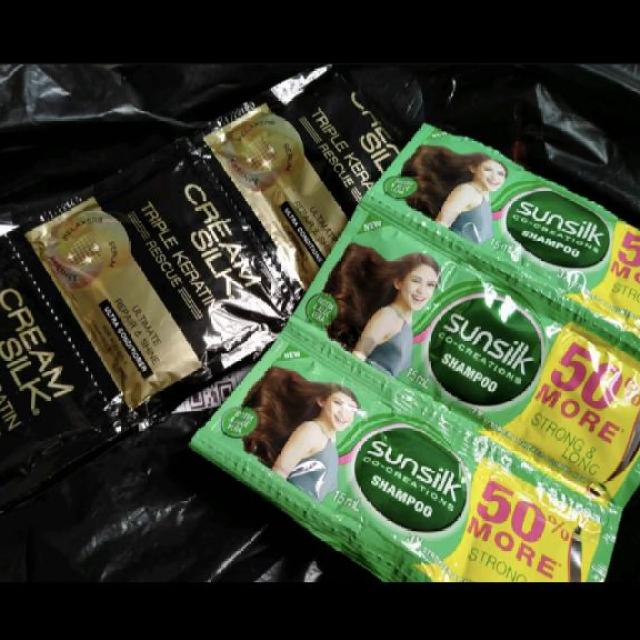 CREAM
SILK
TRIPLE KERATIN
RESCUE
CREAM
SILK
TRIPLE KERATIN
RESCUE
ULTIMATE
REPAIR & SHINE
ULTRA CONDITIONER
CREAM
SILK
sunsilk
CO-CREATIONS
SHAMPOO
15 mL
NEW
sunsilk
CO-CREATIONS
SHAMPOO
15 mL
50%
MORE*
STRONG &
LONG
NEW
sunsilk
CO-CREATIONS
SHAMPOO
15 mL
50%
MORE*
STRONG